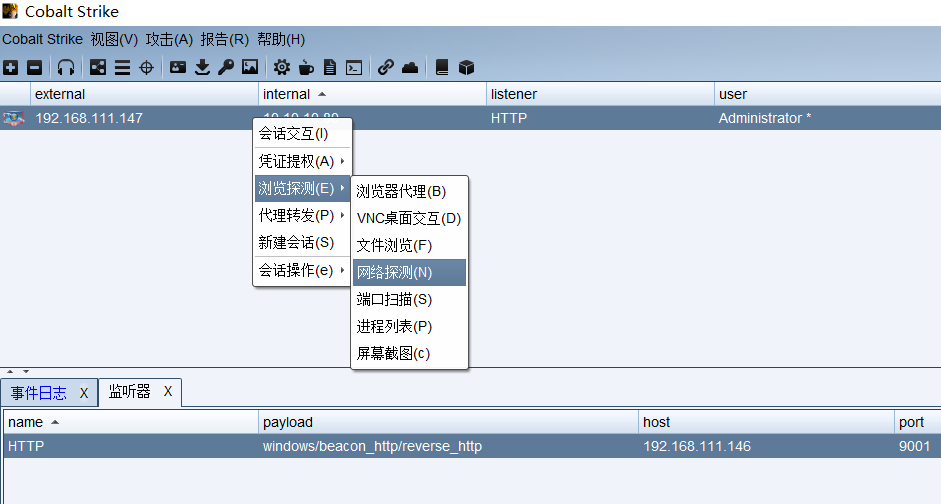 Cobalt Strike
Cobalt Strike 视图(V) 攻击(A) 报告(R) 帮助(H)
external internal listener user
192.168.111.147 HTTP Administrator *
会话交互(I)
凭证提权(A)
浏览探测(E)
代理转发(P)
新建会话(S)
会话操作(e)
浏览器代理(B)
VNC桌面交互(D)
文件浏览(F)
网络探测(N)
端口扫描(S)
进程列表(P)
屏幕截图(c)
事件日志 X 监听器 X
name payload host port
HTTP windows/beacon_http/reverse_http 192.168.111.146 9001